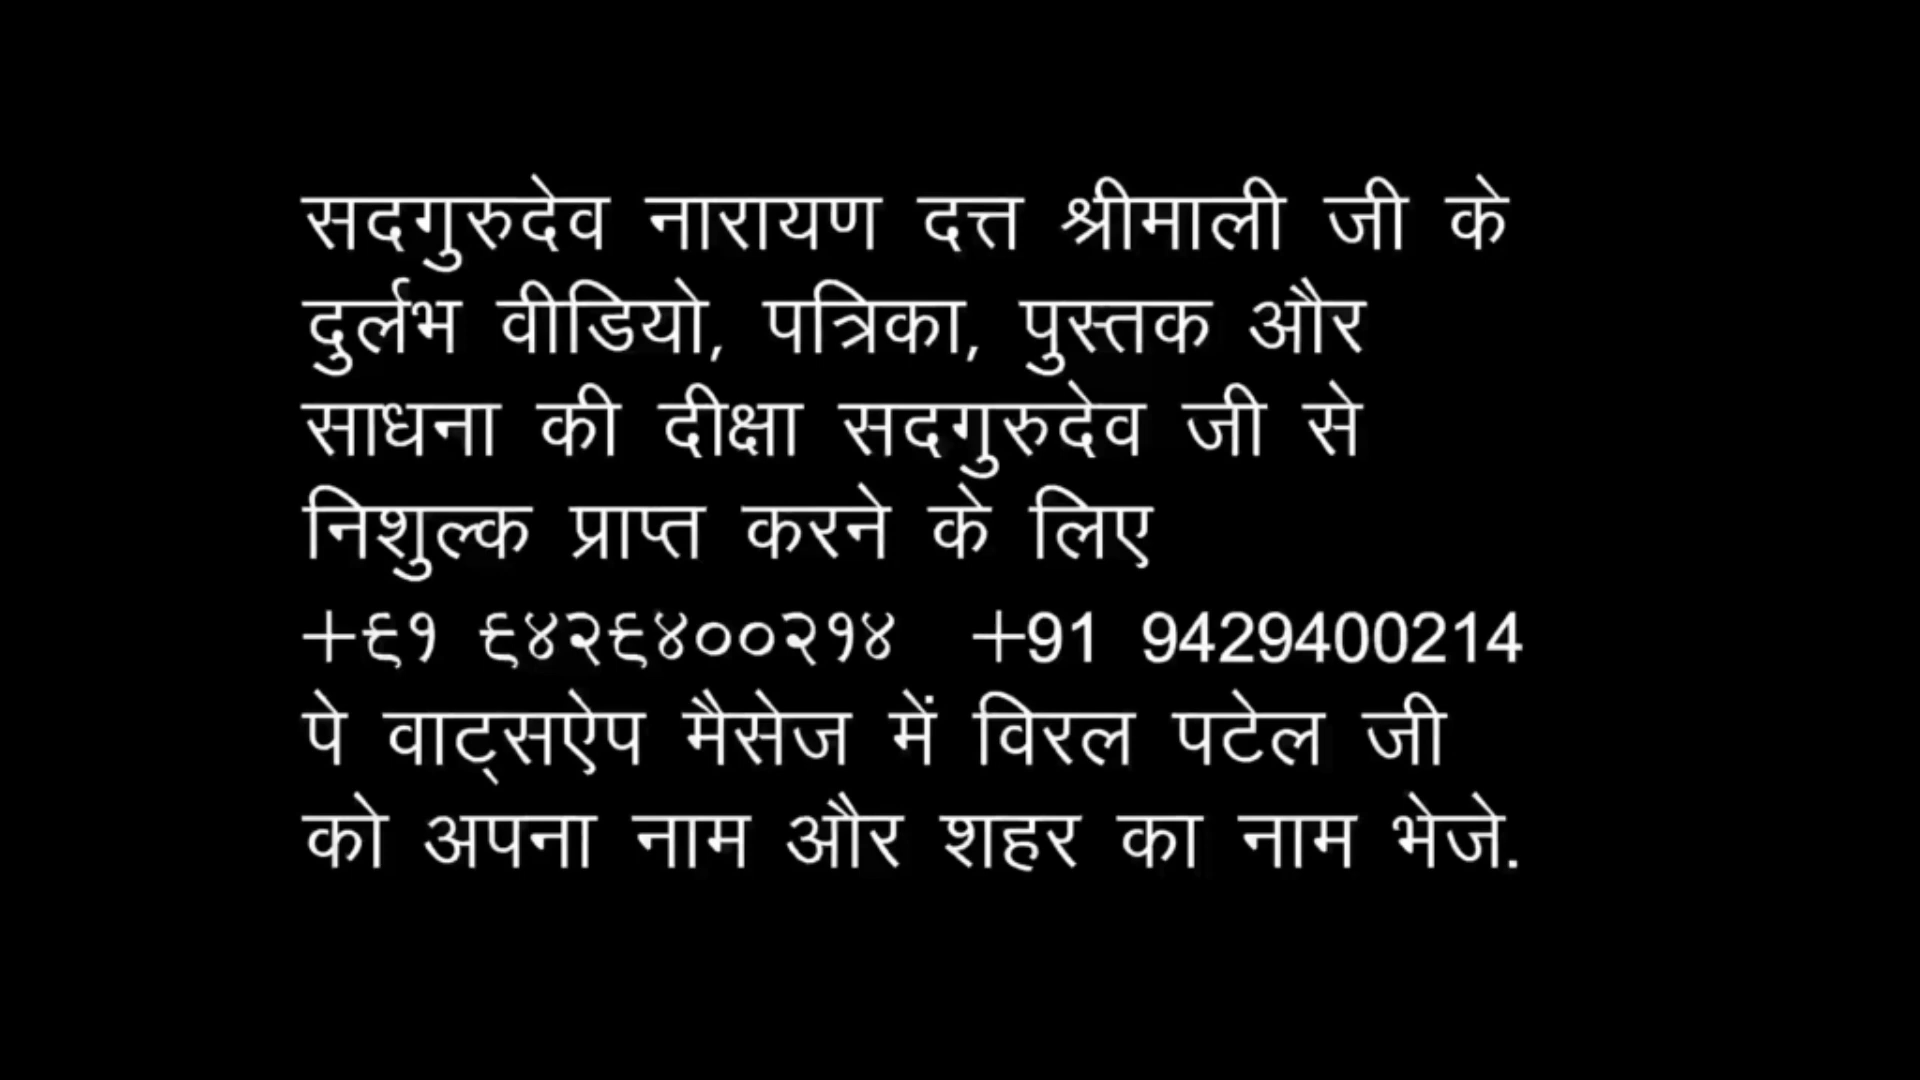 सदगुरुदेव नारायण दत्त श्रीमाली जी के
दुर्लभ वीडियो, पत्रिका, पुस्तक और
साधना की दीक्षा सदगुरुदेव जी से
निशुल्क प्राप्त करने के लिए
+९१ ९४२९४००२१४ +91 9429400214
पे वाट्सऐप मैसेज में विरल पटेल जी
को अपना नाम और शहर का नाम भेजे.